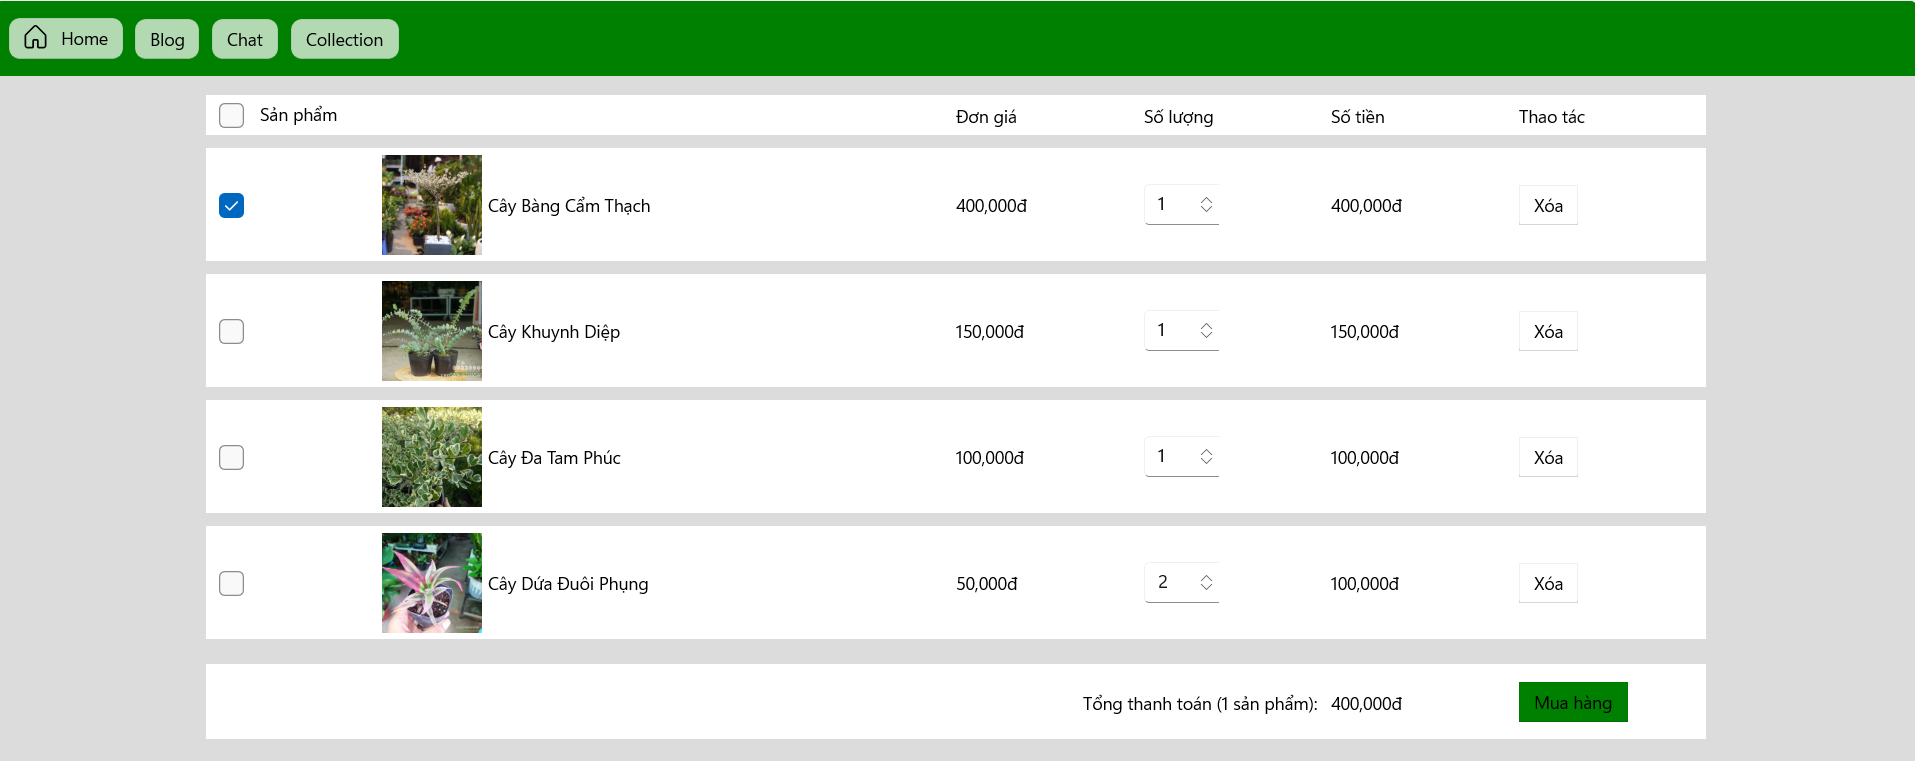 Home Blog Chat Collection
Sản phẩm Đơn giá Số lượng Số tiền Thao tác
Cây Bàng Cẩm Thạch 400,000đ 1 400,000đ Xóa
Cây Khuynh Diệp 150,000đ 1 150,000đ Xóa
Cây Đa Tam Phúc 100,000đ 1 100,000đ Xóa
Cây Dứa Đuôi Phụng 50,000đ 2 100,000đ Xóa
Tổng thanh toán (1 sản phẩm): 400,000đ Mua hàng